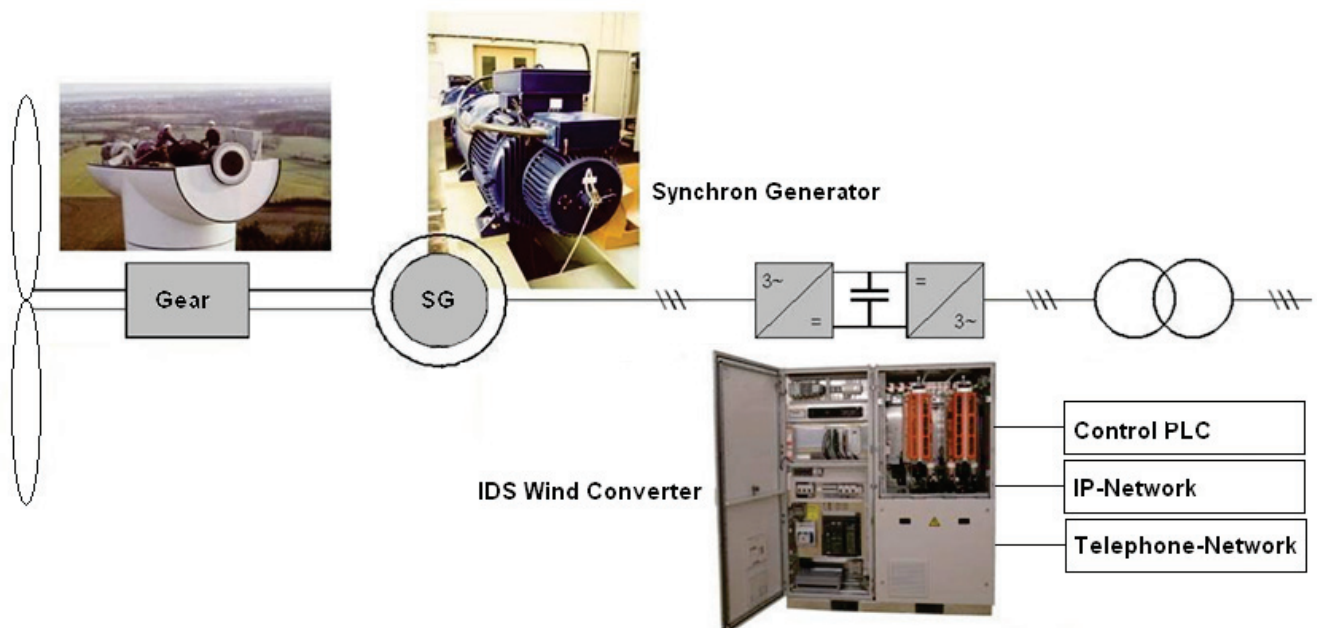 Synchron Generator
Gear
SG
3~
=
=
3~
Control PLC
IDS Wind Converter
IP-Network
Telephone-Network